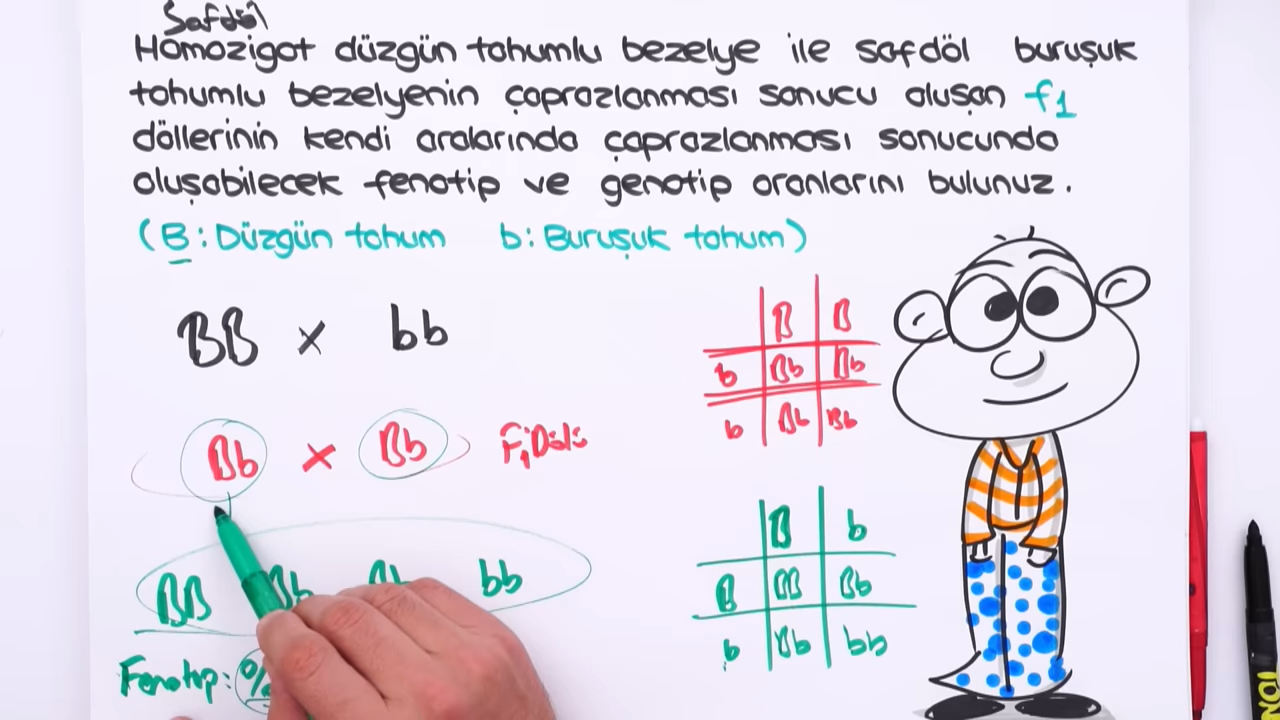 Safdöl
Homozigot düzgün tohumlu bezelye ile safdöl buruşuk
tohumlu bezelyenin çaprazlanması sonucu oluşan f1
döllerinin kendi aralarında çaprazlanması sonucunda
oluşabilecek fenotip ve genotip oranlarını bulunuz.
(B: Düzgün tohum b: Buruşuk tohum)
BB x bb
B B
b Bb Bb
b Bb Bb
Bb x Bb F1 Dölü
B b
B BB Bb
b Bb bb
BB Bb Bb bb
Fenotip: %